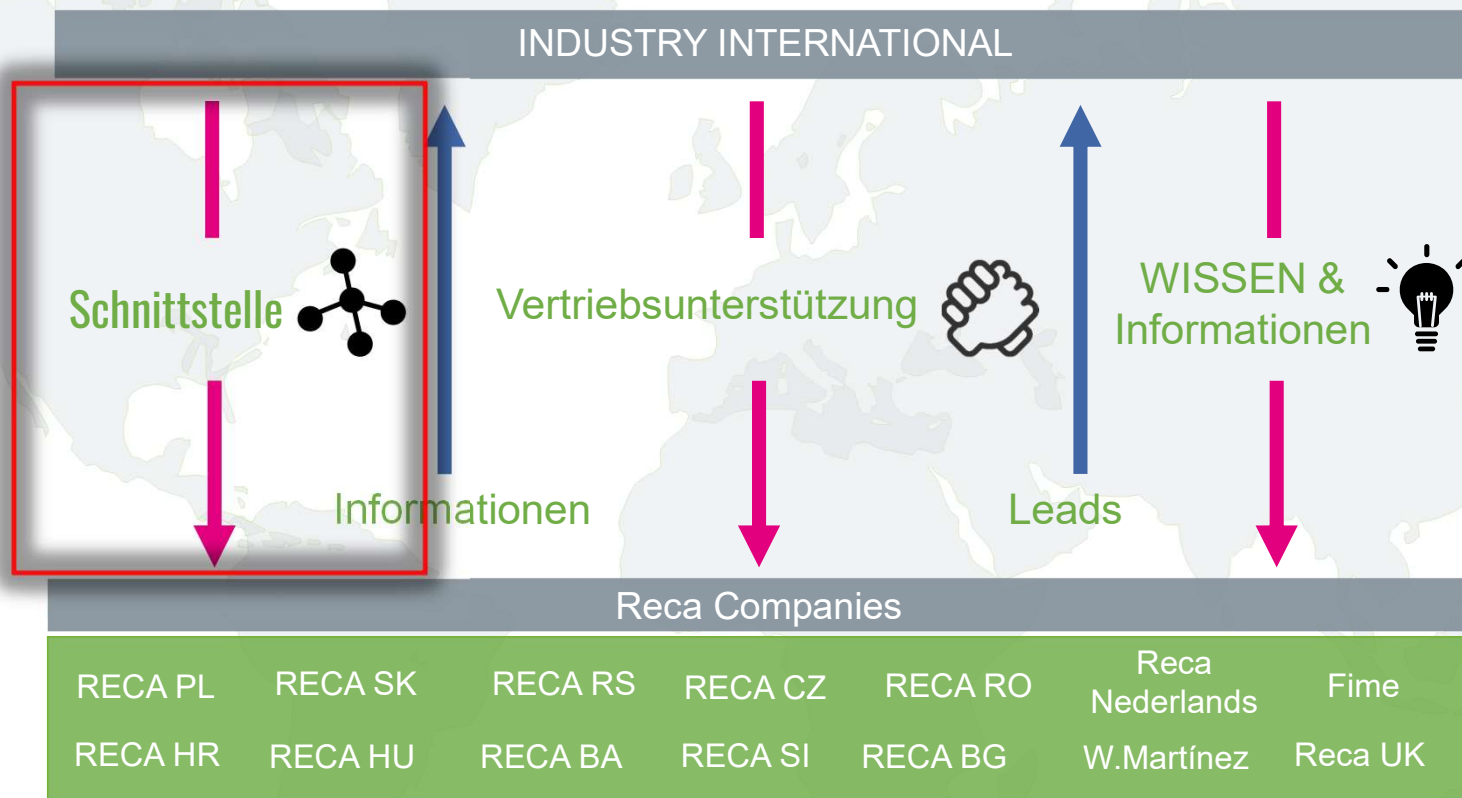 INDUSTRY INTERNATIONAL
Schnittstelle
Vertriebsunterstützung
WISSEN &
Informationen
Informationen
Leads
Reca Companies
RECA PL
RECA SK
RECA RS
RECA CZ
RECA RO
Reca
Nederlands
Fime
RECA HR
RECA HU
RECA BA
RECA SI
RECA BG
W.Martínez
Reca UK